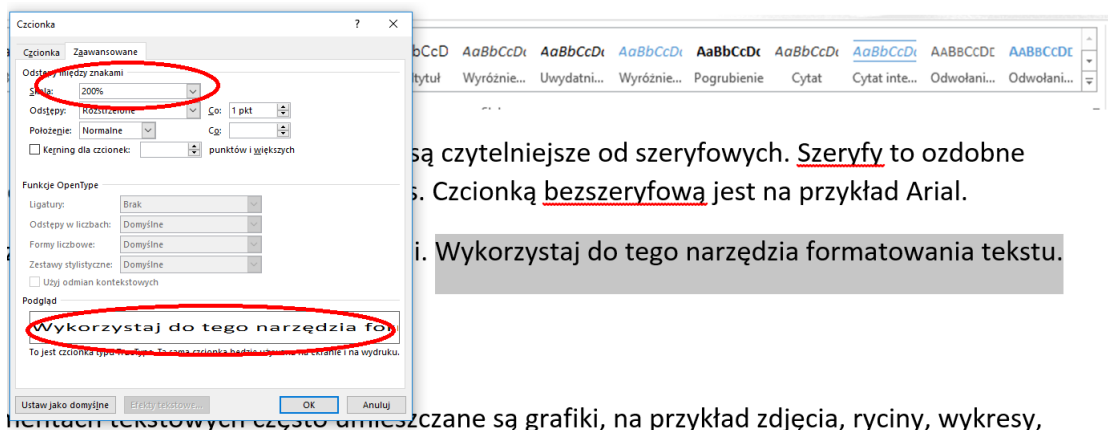 Czcionka ? ×
Czcionka Zaawansowane
Odstępy między znakami
Skala: 200%
Odstępy: Rozstrzelone Co: 1 pkt
Położenie: Normalne Co:
Kerning dla czcionek: punktów i większych
Funkcje OpenType
Ligatury: Brak
Odstępy w liczbach: Domyślne
Formy liczbowe: Domyślne
Zestawy stylistyczne: Domyślne
Użyj odmian kontekstowych
Podgląd
Wykorzystaj do tego narzędzia for
To jest czcionka typu TrueType. Ta sama czcionka będzie używana na ekranie i na wydruku.
Ustaw jako domyślne Efekty tekstowe... OK Anuluj
bCcD AaBbCcDc AaBbCcDc AaBbCcDc AaBbCcDc AaBbCcDc AaBbCcDc AABBCCDE AABBCCDE
tytuł Wyróżnie... Uwydatni... Wyróżnie... Pogrubienie Cytat Cytat inte... Odwołani... Odwołani...
są czytelniejsze od szeryfowych. Szeryfy to ozdobne
s. Czcionką bezszeryfową jest na przykład Arial.
i. Wykorzystaj do tego narzędzia formatowania tekstu.
mentach tekstowych często umieszczane są grafiki, na przykład zdjęcia, ryciny, wykresy,